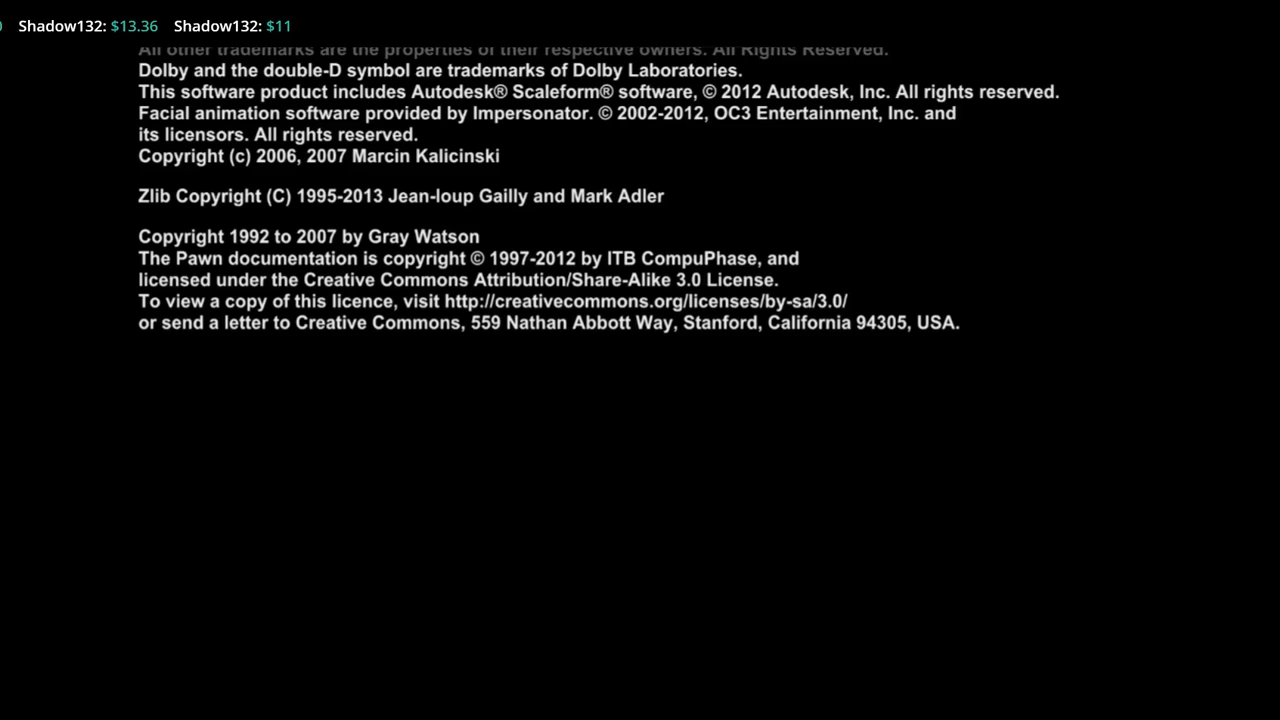 Shadow132: $13.36 Shadow132: $11
All other trademarks are the properties of their respective owners. All Rights Reserved.
Dolby and the double-D symbol are trademarks of Dolby Laboratories.
This software product includes Autodesk® Scaleform® software, © 2012 Autodesk, Inc. All rights reserved.
Facial animation software provided by Impersonator. © 2002-2012, OC3 Entertainment, Inc. and
its licensors. All rights reserved.
Copyright (c) 2006, 2007 Marcin Kalicinski
Zlib Copyright (C) 1995-2013 Jean-loup Gailly and Mark Adler
Copyright 1992 to 2007 by Gray Watson
The Pawn documentation is copyright © 1997-2012 by ITB CompuPhase, and
licensed under the Creative Commons Attribution/Share-Alike 3.0 License.
To view a copy of this licence, visit http://creativecommons.org/licenses/by-sa/3.0/
or send a letter to Creative Commons, 559 Nathan Abbott Way, Stanford, California 94305, USA.